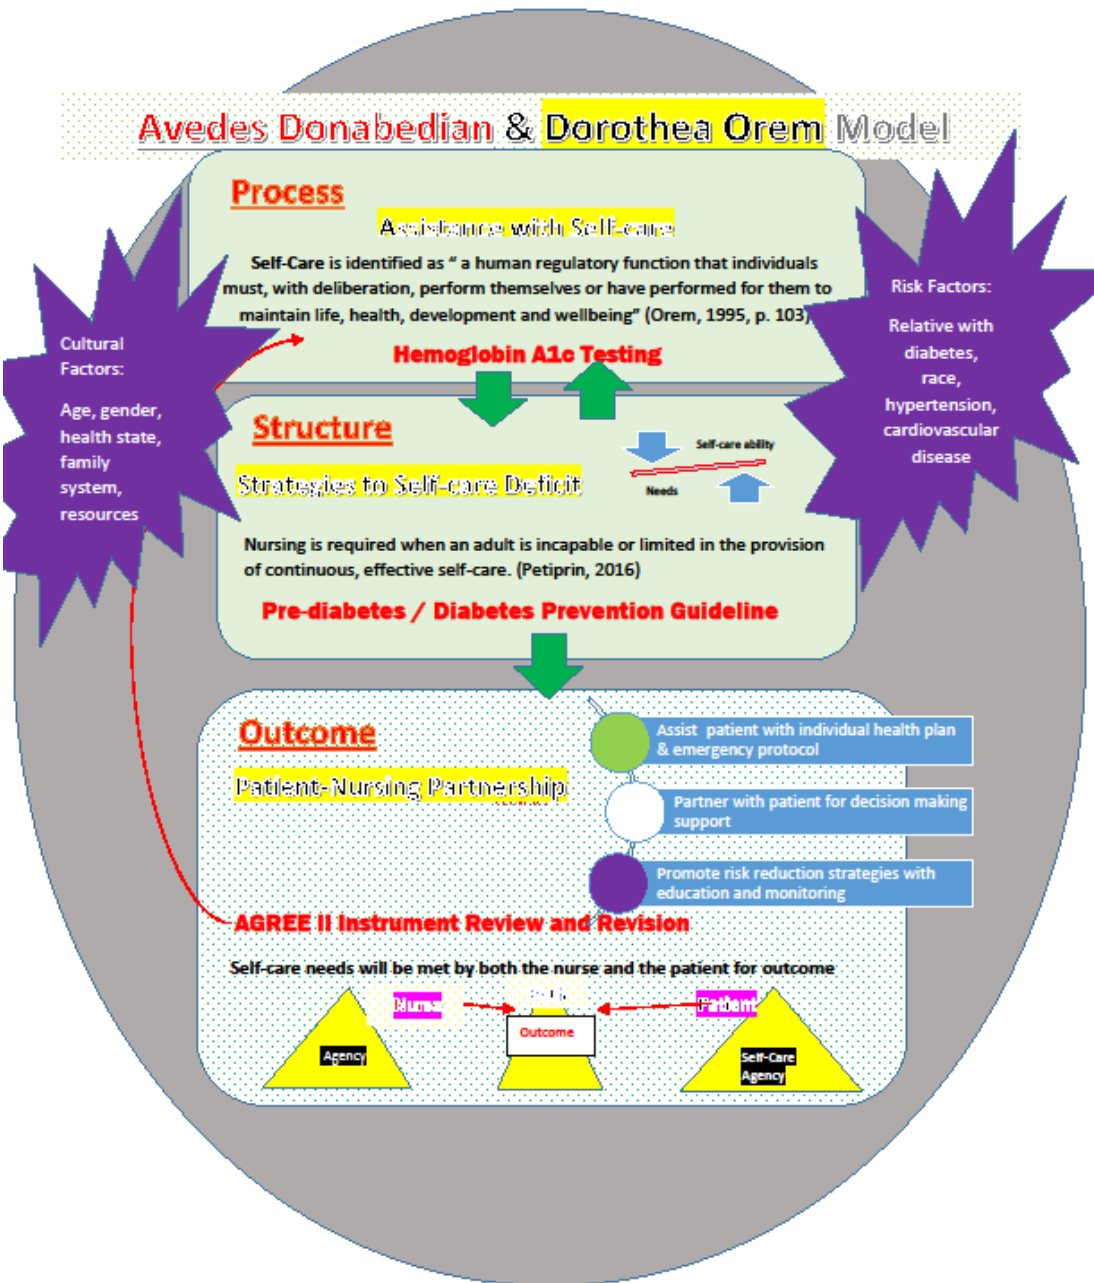 Avedes Donabedian & Dorothea Orem Model
Process
Assistance with Self-care
Self-Care is identified as “ a human regulatory function that individuals
must, with deliberation, perform themselves or have performed for them to
maintain life, health, development and wellbeing” (Orem, 1995, p. 103)
Hemoglobin A1c Testing
Cultural
Factors:
Age, gender,
health state,
family
system,
resources
Risk Factors:
Relative with
diabetes,
race,
hypertension,
cardiovascular
disease
Structure
Strategies to Self-care Deficit
Self-care ability
Needs
Nursing is required when an adult is incapable or limited in the provision
of continuous, effective self-care. (Petiprin, 2016)
Pre-diabetes / Diabetes Prevention Guideline
Outcome
Patient-Nursing Partnership
Assist patient with individual health plan
& emergency protocol
Partner with patient for decision making
support
Promote risk reduction strategies with
education and monitoring
AGREE II Instrument Review and Revision
Self-care needs will be met by both the nurse and the patient for outcome
Nurse
Patient
Outcome
Agency
Self-Care
Agency